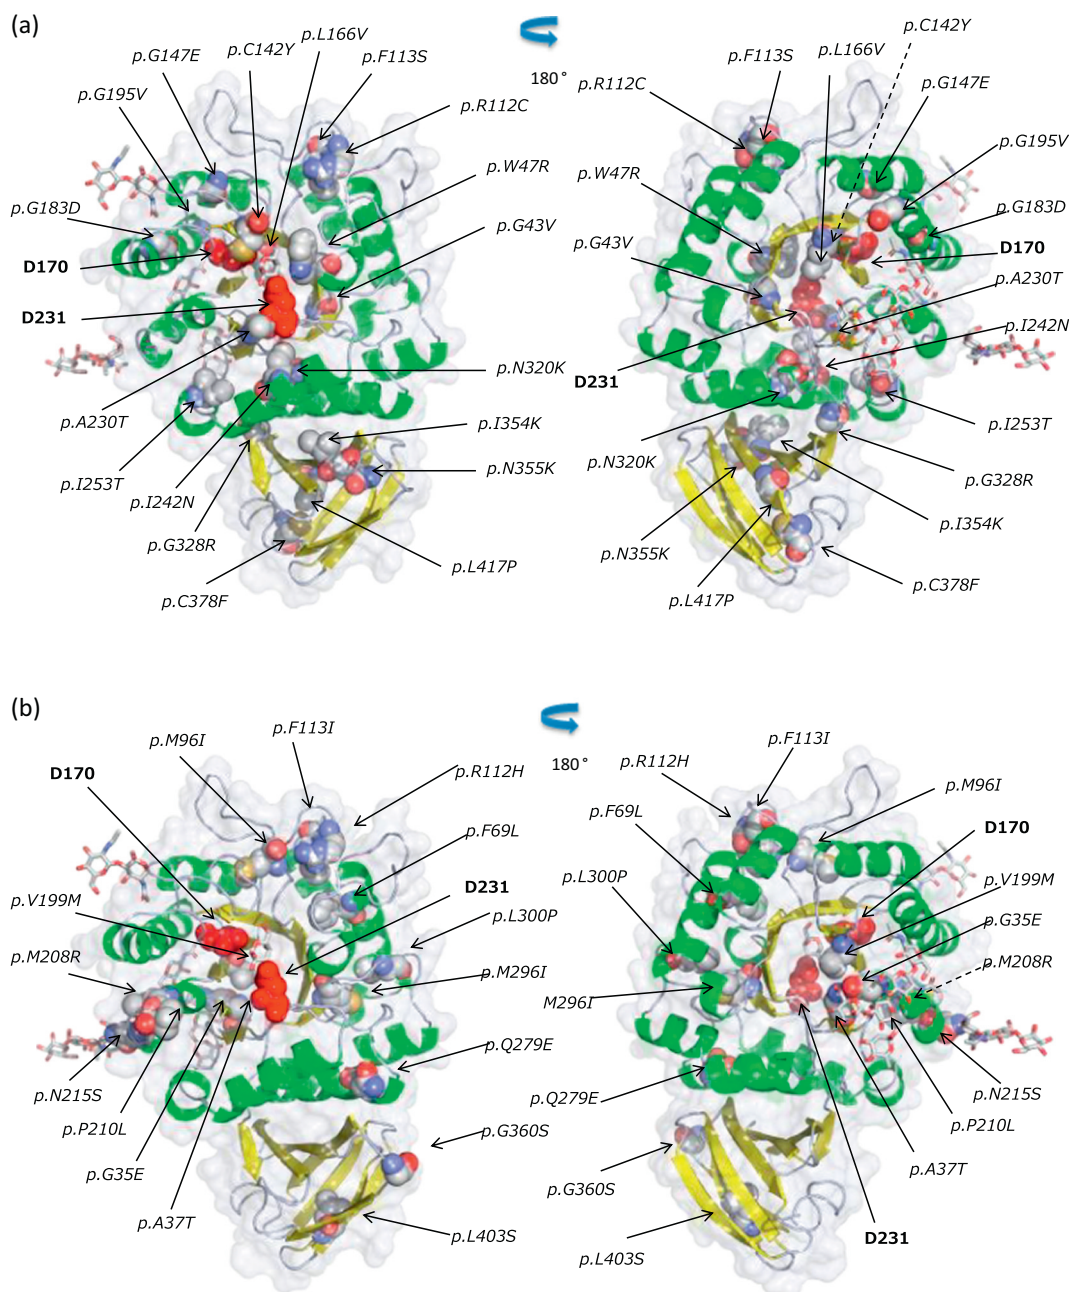 (a)
p.L166V
p.C142Y
p.G147E
p.F113S
p.G195V
p.R112C
p.W47R
p.G183D
p.G43V
D170
D231
p.N320K
p.A230T
p.I354K
p.I253T
p.N355K
p.I242N
p.G328R
p.L417P
p.C378F
180°
p.C142Y
p.L166V
p.F113S
p.R112C
p.G147E
p.G195V
p.W47R
p.G183D
p.G43V
D170
p.A230T
p.I242N
D231
p.I253T
p.N320K
p.G328R
p.I354K
p.N355K
p.C378F
p.L417P
(b)
p.F113I
p.M96I
D170
p.R112H
p.F69L
D231
p.V199M
p.L300P
p.M208R
p.M296I
p.Q279E
p.N215S
p.P210L
p.G360S
p.G35E
p.A37T
p.L403S
180°
p.F113I
p.R112H
p.M96I
p.F69L
D170
p.L300P
p.V199M
p.G35E
p.M208R
M296I
p.N215S
p.Q279E
p.P210L
p.A37T
p.G360S
D231
p.L403S